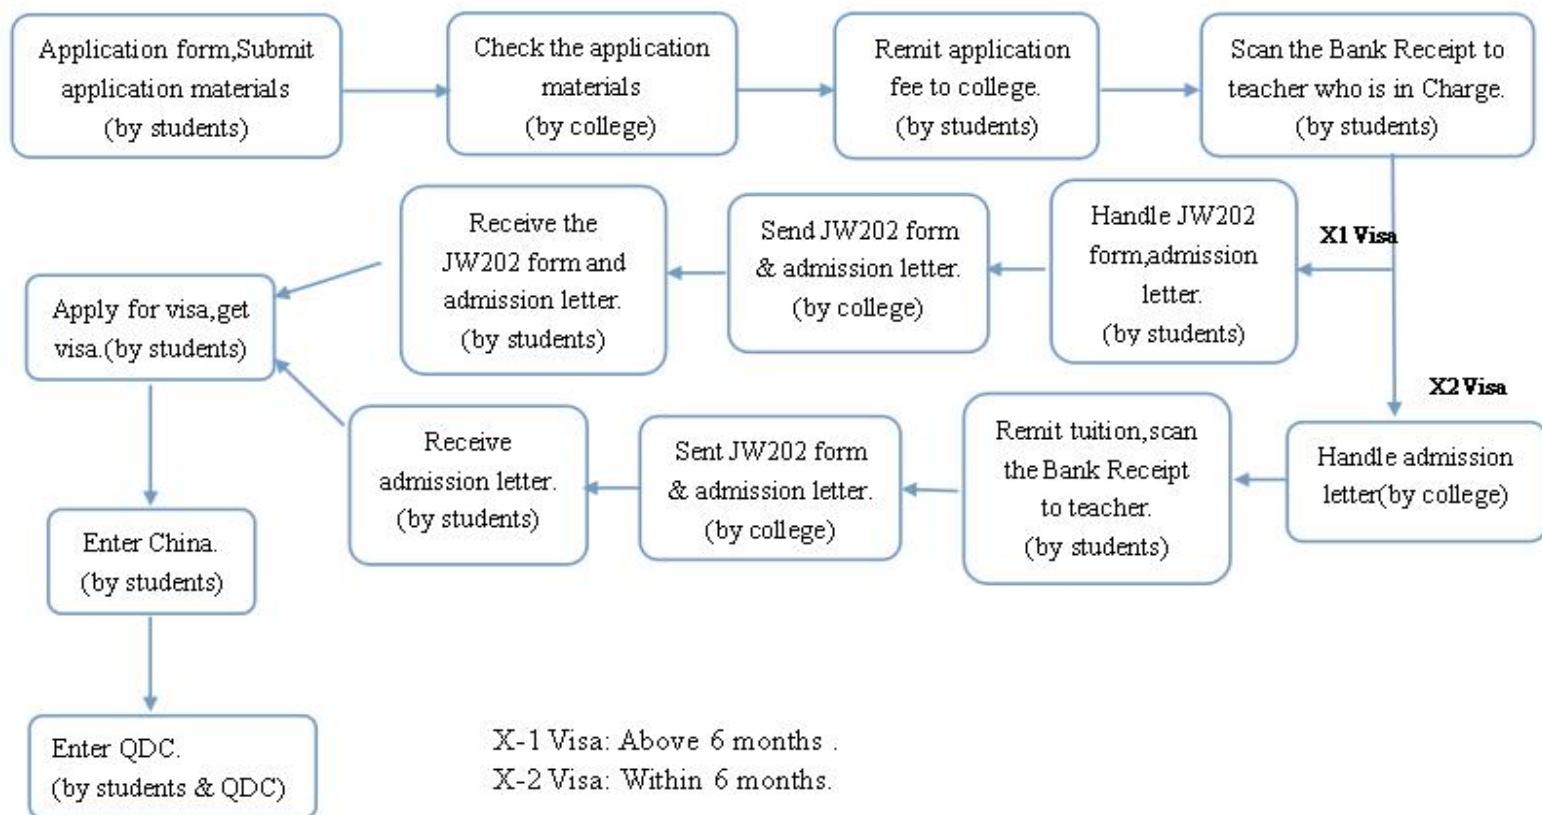 Application form,Submit
application materials
(by students)
Check the application
materials
(by college)
Remit application
fee to college.
(by students)
Scan the Bank Receipt to
teacher who is in Charge.
(by students)
X1 Visa
Handle JW202
form,admission
letter.
(by students)
Send JW202 form
& admission letter.
(by college)
Receive the
JW202 form and
admission letter.
(by students)
Apply for visa,get
visa.(by students)
X2 Visa
Handle admission
letter(by college)
Remit tuition,scan
the Bank Receipt
to teacher.
(by students)
Sent JW202 form
& admission letter.
(by college)
Receive
admission letter.
(by students)
Enter China.
(by students)
Enter QDC.
(by students & QDC)
X-1 Visa: Above 6 months .
X-2 Visa: Within 6 months.